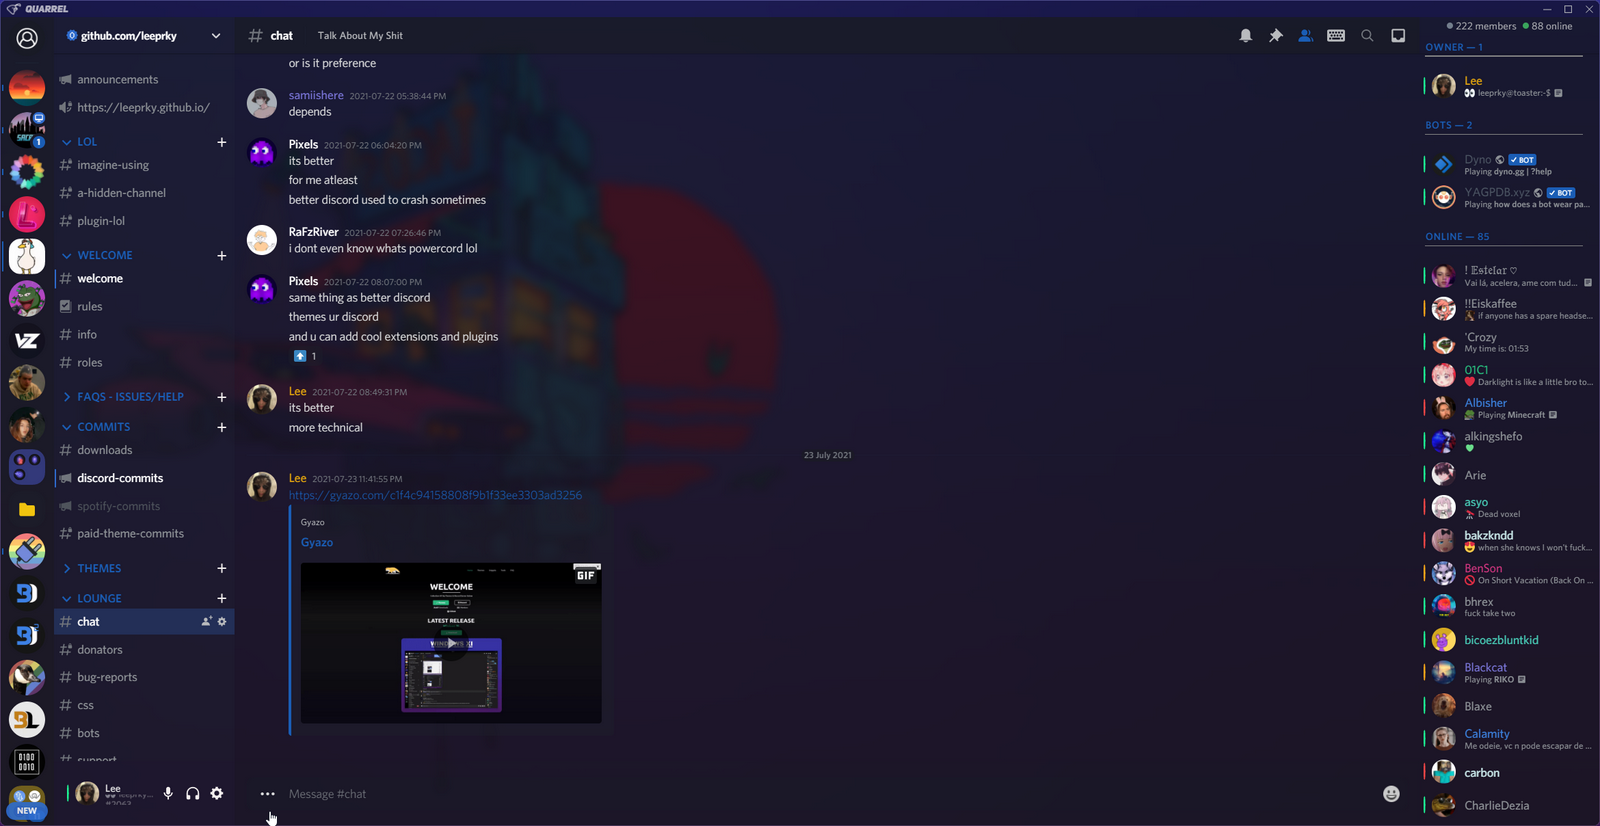 QUARREL
github.com/leeprky
announcements
https://leeprky.github.io/
LOL
imagine-using
a-hidden-channel
plugin-lol
WELCOME
welcome
rules
info
roles
FAQS - ISSUES/HELP
COMMITS
downloads
discord-commits
spotify-commits
paid-theme-commits
THEMES
LOUNGE
chat
donators
bug-reports
css
bots
support
Lee
NEW
1
chat
Talk About My Shit
or is it preference
samiishere 2021-07-22 05:38:44 PM
depends
Pixels 2021-07-22 06:04:20 PM
its better
for me atleast
better discord used to crash sometimes
RaFzRiver 2021-07-22 07:26:46 PM
i dont even know whats powercord lol
Pixels 2021-07-22 08:07:00 PM
same thing as better discord
themes ur discord
and u can add cool extensions and plugins
1
Lee 2021-07-22 08:49:31 PM
its better
more technical
23 July 2021
Lee 2021-07-23 11:41:55 PM
https://gyazo.com/c1f4c94158808f9b1f33ee3303ad3256
Gyazo
Gyazo
GIF
WELCOME
LATEST RELEASE
Message #chat
222 members 88 online
OWNER — 1
Lee
leeprky@toaster:~$
BOTS — 2
Dyno ✔ BOT
Playing dyno.gg | ?help
YAGPDB.xyz ✔ BOT
Playing how does a bot wear pa...
ONLINE — 85
! 𝔼𝕤𝕥𝕖𝕝𝕒𝕣 ♡
Vai lá, acelera, ame com tud...
!!Eiskaffee
if anyone has a spare headse...
'Crozy
My time is: 01:53
01C1
Darklight is like a little bro to...
Albisher
Playing Minecraft
alkingshefo
Arie
asyo
Dead voxel
bakzkndd
when she knows I won't fuck...
BenSon
On Short Vacation (Back On ...
bhrex
fuck take two
bicoezbluntkid
Blackcat
Playing RIKO
Blaxe
Calamity
Me odeie, vc n pode escapar de ...
carbon
CharlieDezia